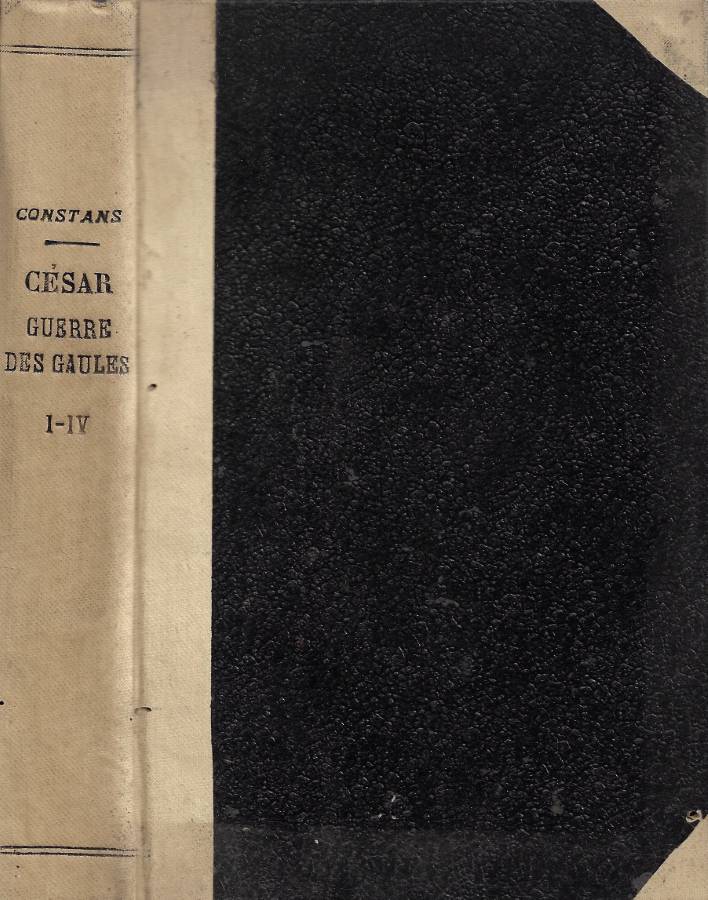 CONSTANS
CÉSAR
GUERRE
DES GAULES
I-IV